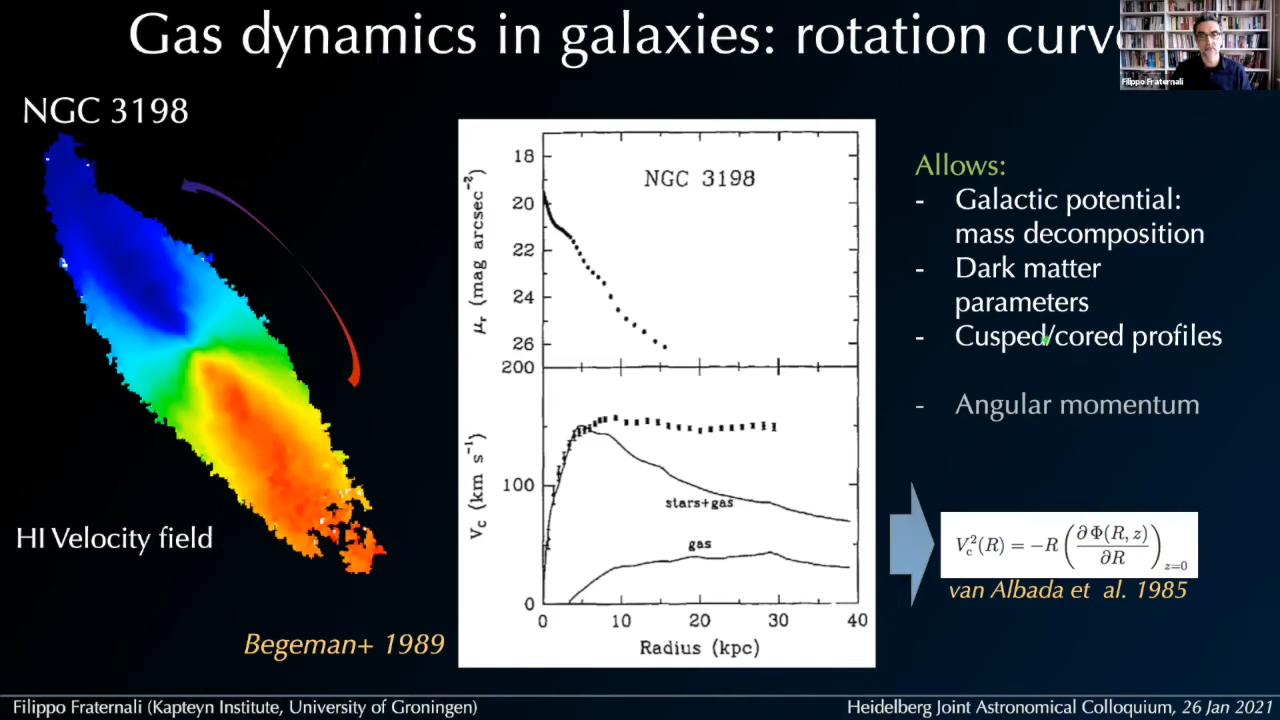 Gas dynamics in galaxies: rotation curv
Filippo Fraternali
NGC 3198
HI Velocity field
Begeman+ 1989
NGC 3198
μr (mag arcsec⁻²)
18
20
22
24
26
200
100
0
Vc (km s⁻¹)
stars+gas
gas
0 10 20 30 40
Radius (kpc)
Allows:
- Galactic potential:
mass decomposition
- Dark matter
parameters
- Cusped/cored profiles
- Angular momentum
V_c^2(R) = −R (∂Φ(R, z)/∂R)_{z=0}
van Albada et al. 1985
Filippo Fraternali (Kapteyn Institute, University of Groningen)
Heidelberg Joint Astronomical Colloquium, 26 Jan 2021